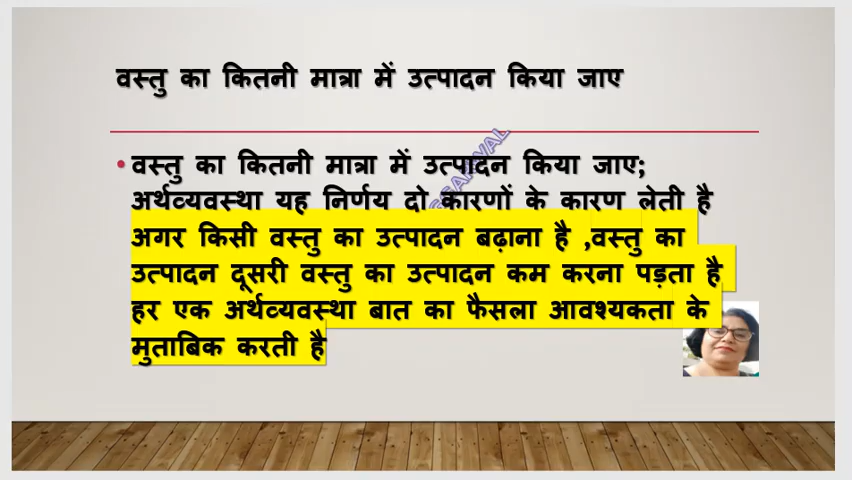 वस्तु का कितनी मात्रा में उत्पादन किया जाए
• वस्तु का कितनी मात्रा में उत्पादन किया जाए;
अर्थव्यवस्था यह निर्णय दो कारणों के कारण लेती है
अगर किसी वस्तु का उत्पादन बढ़ाना है ,वस्तु का
उत्पादन दूसरी वस्तु का उत्पादन कम करना पड़ता है
हर एक अर्थव्यवस्था बात का फैसला आवश्यकता के
मुताबिक करती है